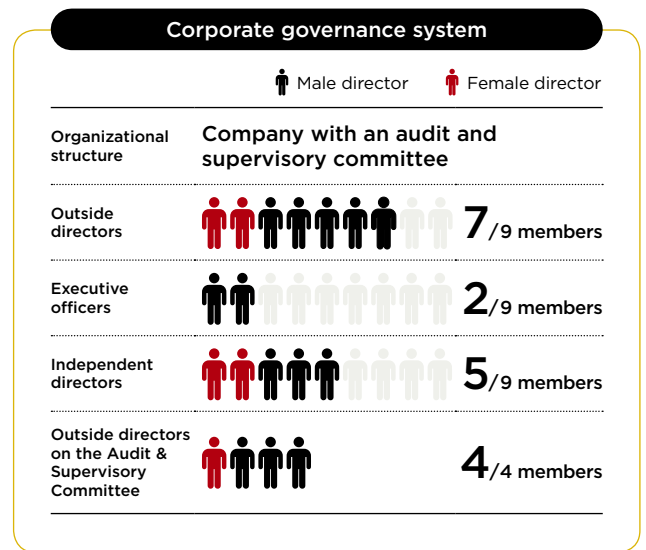 Corporate governance system
Male director
Female director
Organizational
structure
Company with an audit and
supervisory committee
Outside
directors
7/9 members
Executive
officers
2/9 members
Independent
directors
5/9 members
Outside directors
on the Audit &
Supervisory
Committee
4/4 members